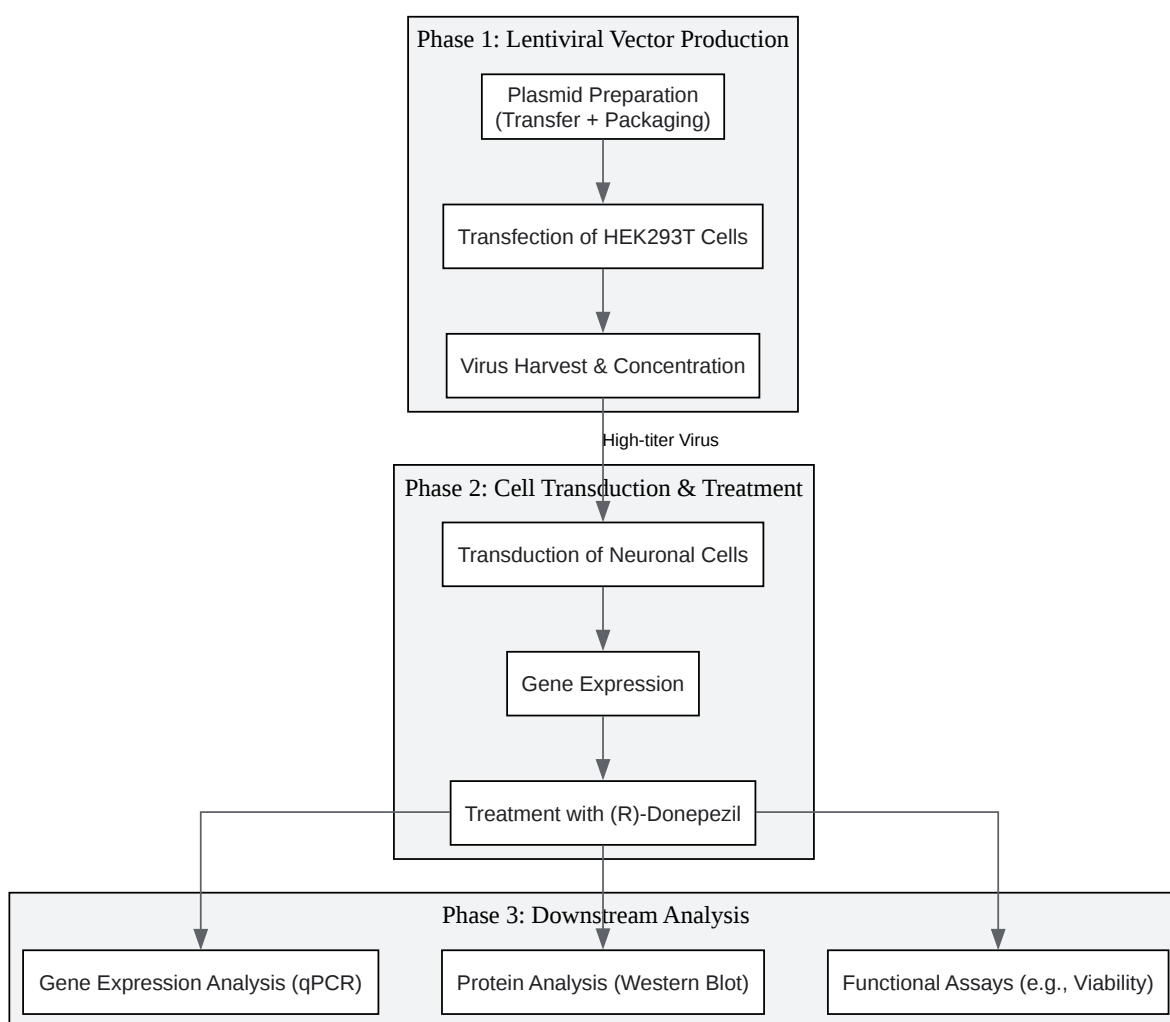 Phase 1: Lentiviral Vector Production
Plasmid Preparation
(Transfer + Packaging)
Transfection of HEK293T Cells
Virus Harvest & Concentration
High-titer Virus
Phase 2: Cell Transduction & Treatment
Transduction of Neuronal Cells
Gene Expression
Treatment with (R)-Donepezil
Phase 3: Downstream Analysis
Gene Expression Analysis (qPCR)
Protein Analysis (Western Blot)
Functional Assays (e.g., Viability)